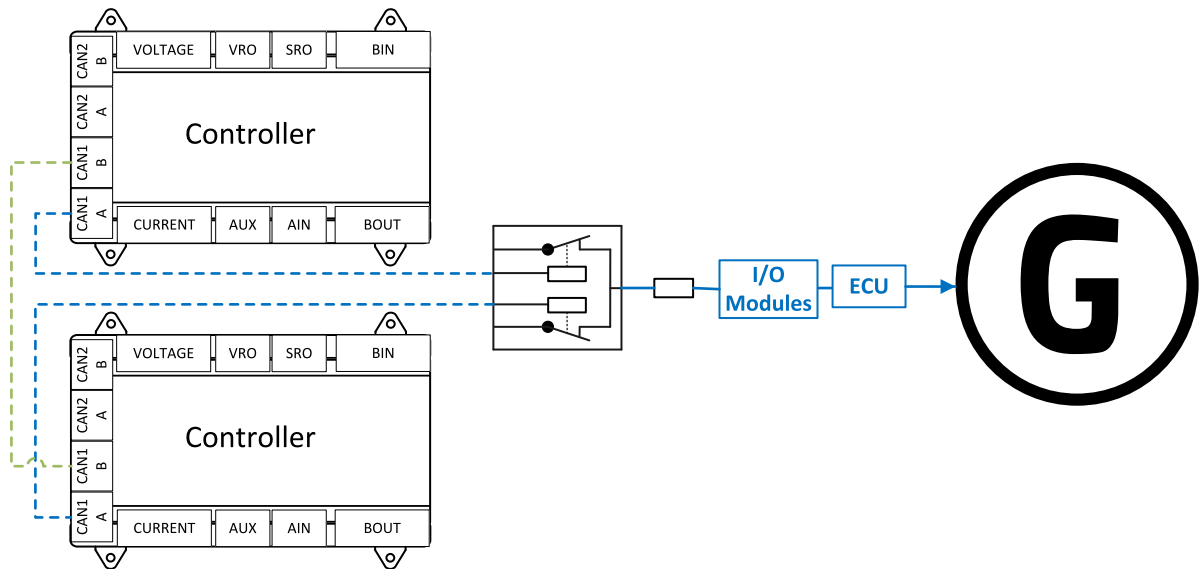 CAN2 B
VOLTAGE
VRO
SRO
BIN
CAN2 A
Controller
CAN1 B
CAN1 A
CURRENT
AUX
AIN
BOUT
I/O
Modules
ECU
G
CAN2 B
VOLTAGE
VRO
SRO
BIN
CAN2 A
Controller
CAN1 B
CAN1 A
CURRENT
AUX
AIN
BOUT